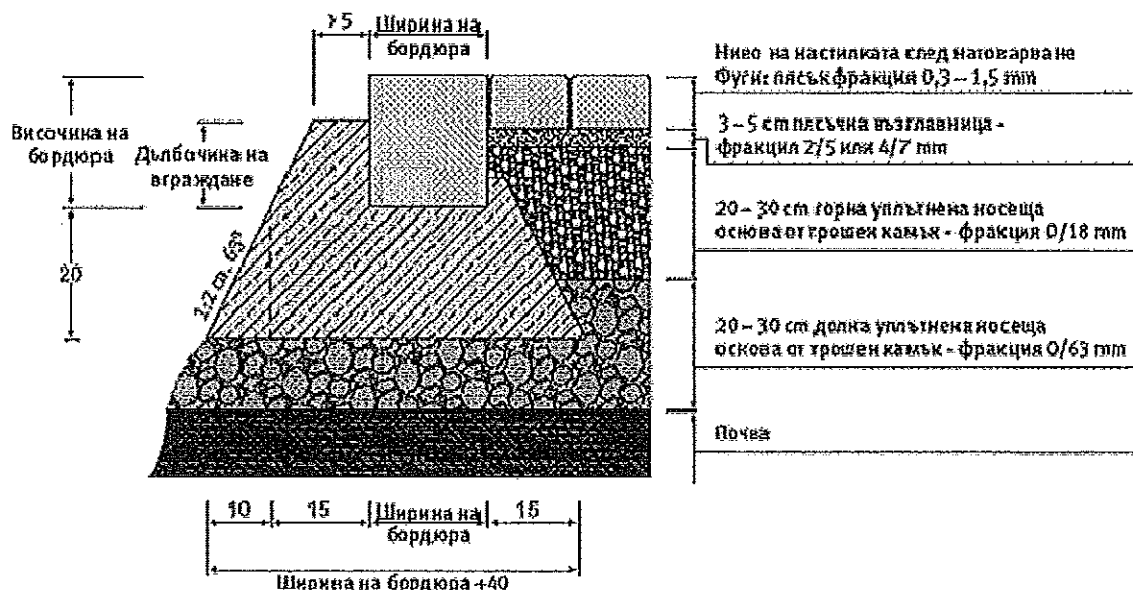 ≥5
Ширина на
бордюра
Височина на
бордюра
Дълбочина на
вграждане
20
10
15
Ширина на
бордюра
15
Ширина на бордюра +40
Ниво на настилката след натоварване
Фуги: пясък фракция 0,3 – 1,5 mm
3 – 5 cm пясъчна възглавница -
фракция 2/5 или 4/7 mm
20 – 30 cm горна уплътнена носеща
основа от трошен камък - фракция 0/18 mm
20 – 30 cm долна уплътнена носеща
основа от трошен камък - фракция 0/63 mm
Почва